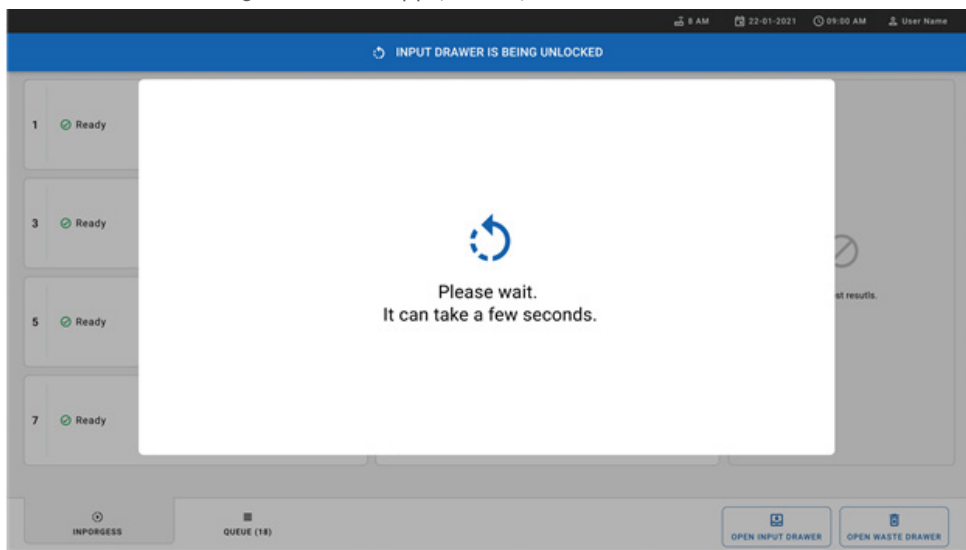 8 AM 22-01-2021 09:00 AM User Name
INPUT DRAWER IS BEING UNLOCKED
1 Ready
3 Ready
5 Ready
7 Ready
Please wait.
It can take a few seconds.
resutls.
INPORGESS
QUEUE (18)
OPEN INPUT DRAWER
OPEN WASTE DRAWER